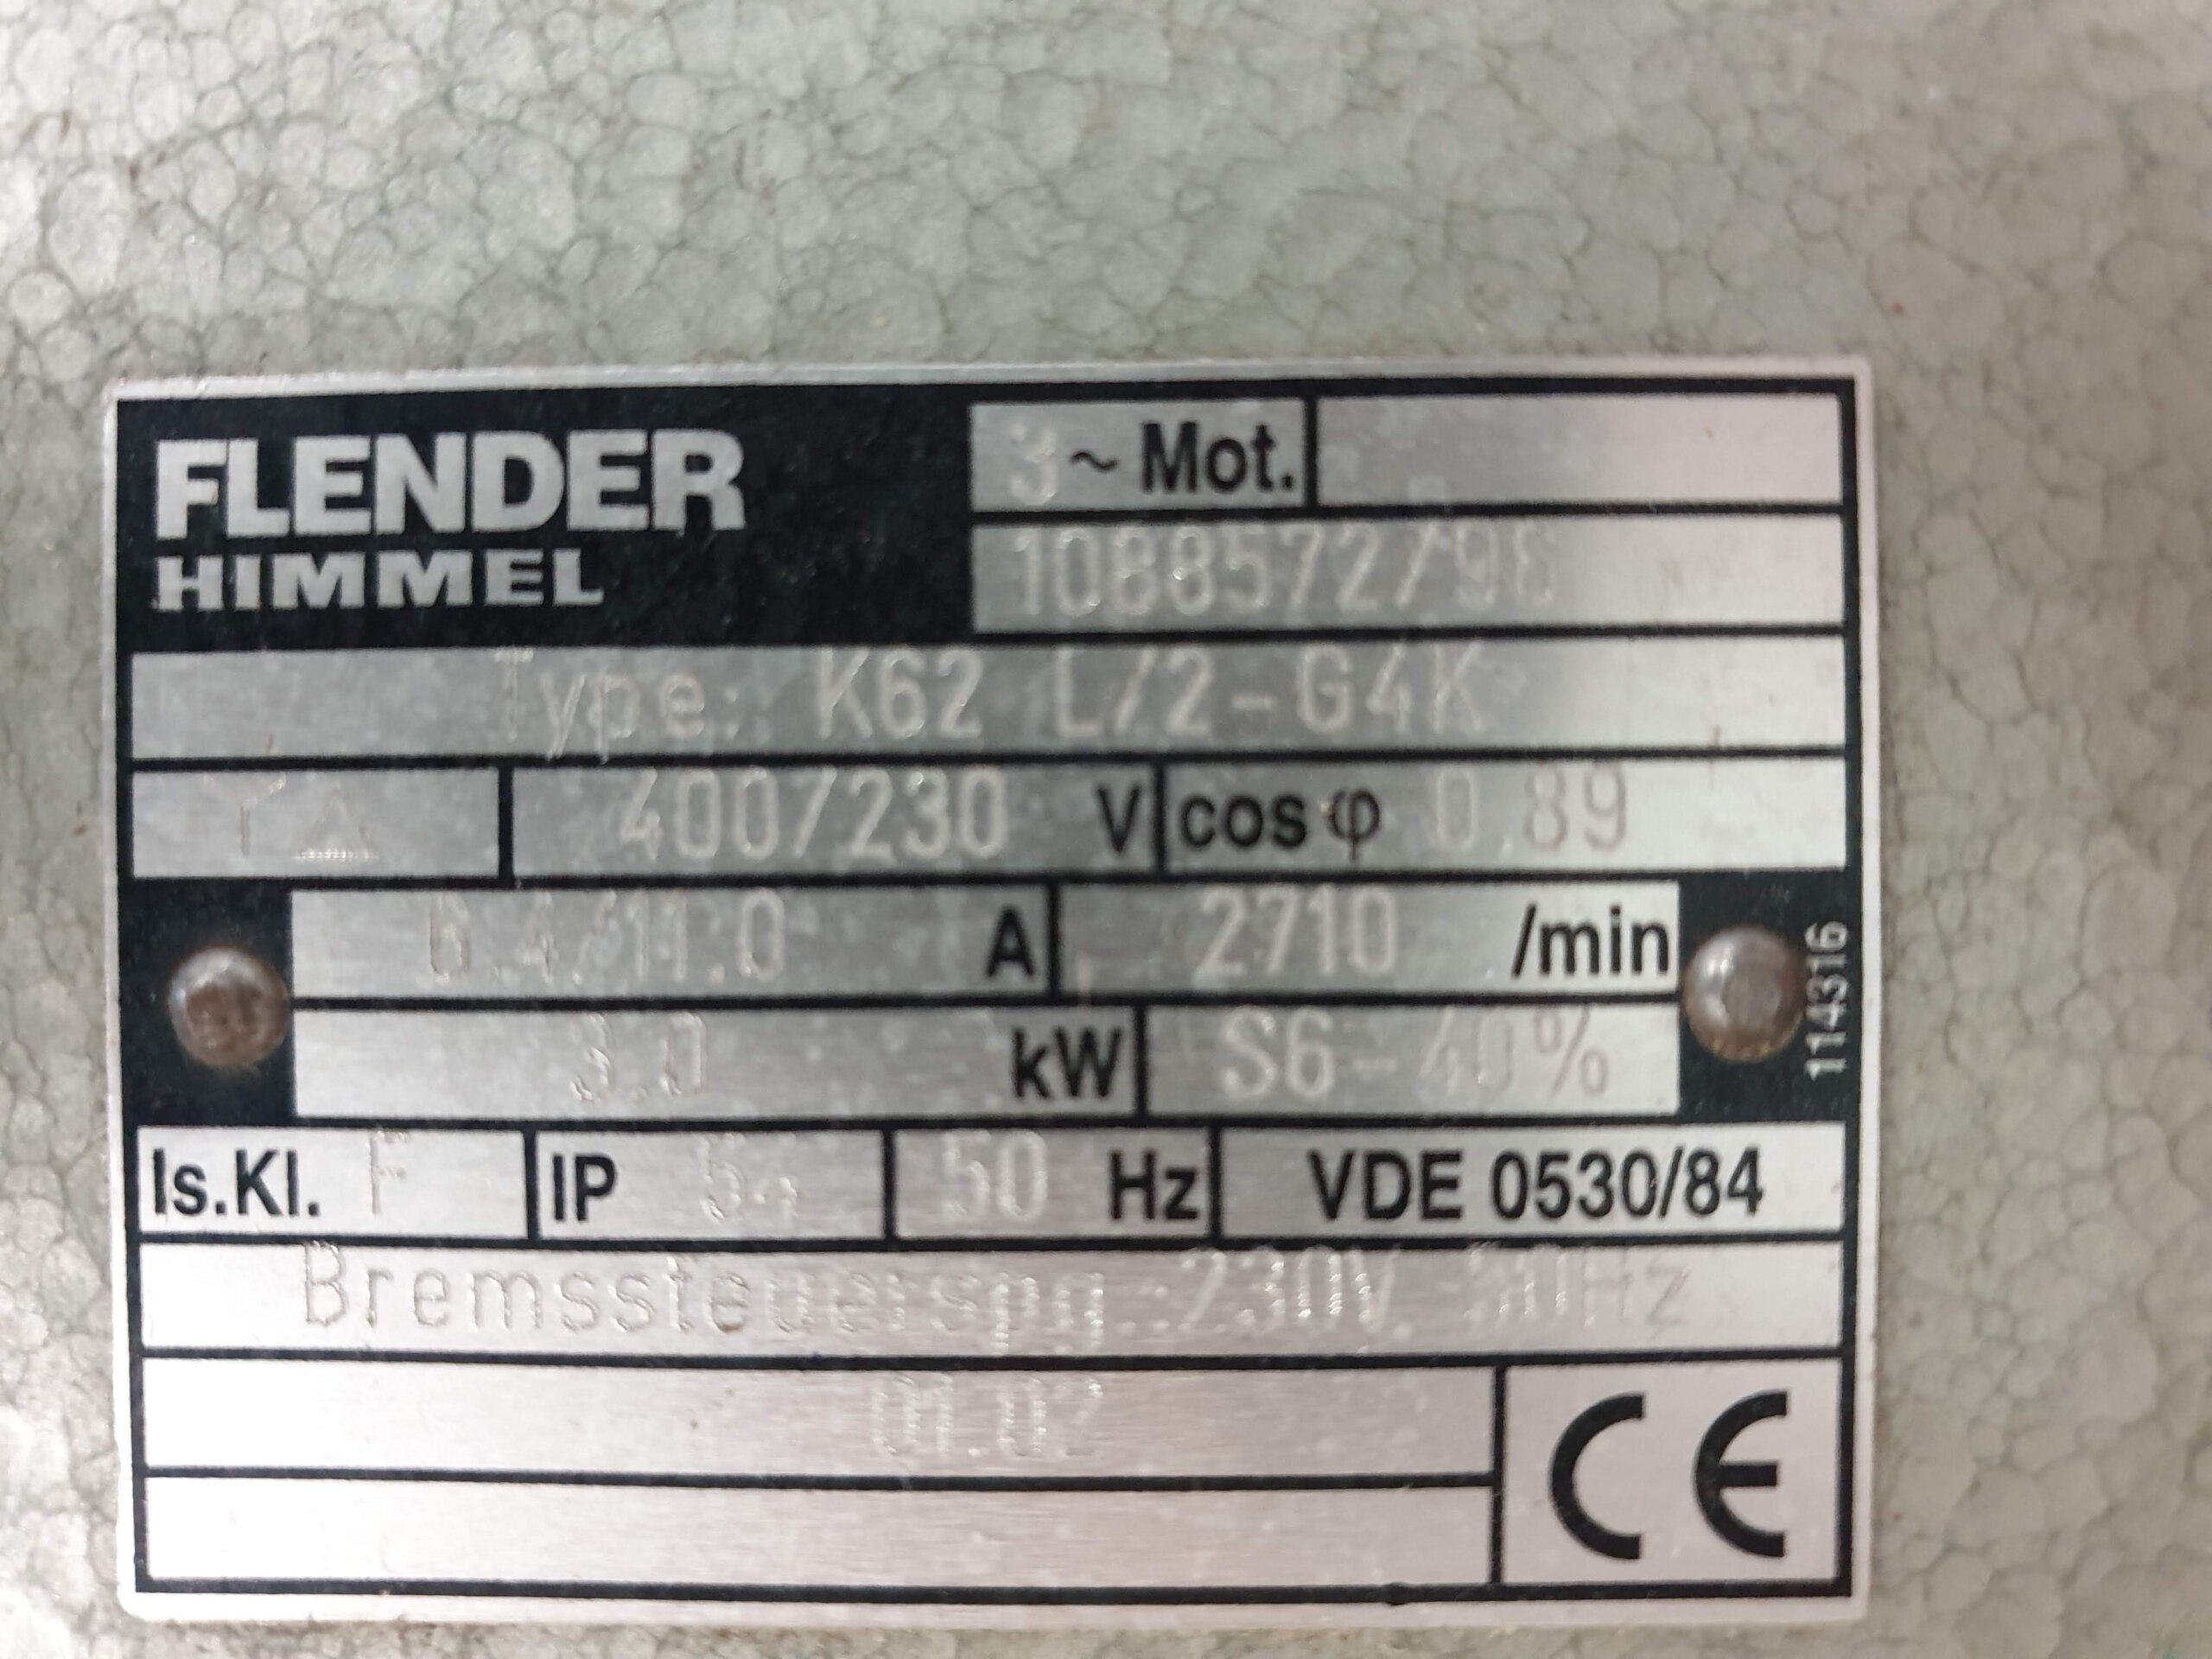 FLENDER
HIMMEL
3 ~ Mot.
1088572/98
Type: K62 L/2-G4K
Y△ 400/230 V cos φ 0.89
6.4/11.0 A 2710 /min
3.0 kW S6-40%
114316
Is.Kl. F IP 54 50 Hz VDE 0530/84
Bremssteuerspg.:230V, 50Hz
01.02
CE